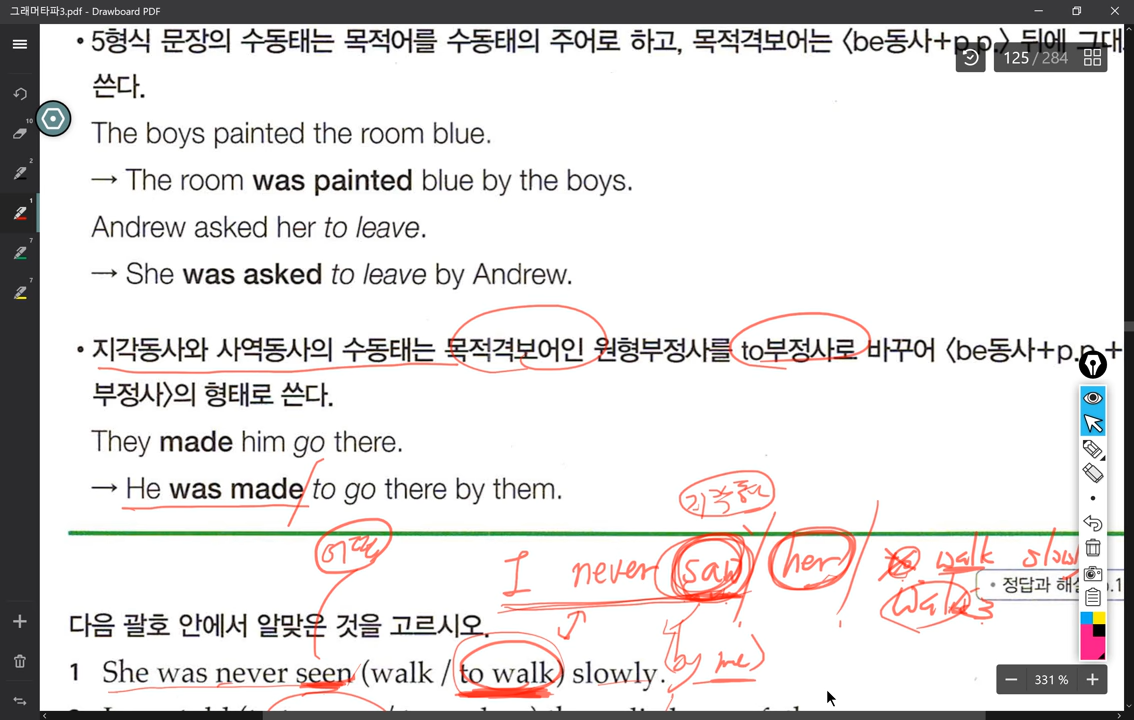 그래머타파3.pdf - Drawboard PDF
• 5형식 문장의 수동태는 목적어를 수동태의 주어로 하고, 목적격보어는 〈be동사+p.p.〉 뒤에 그대
125 / 284
쓴다.
The boys painted the room blue.
→ The room was painted blue by the boys.
Andrew asked her to leave.
→ She was asked to leave by Andrew.
• 지각동사와 사역동사의 수동태는 목적격보어인 원형부정사를 to부정사로 바꾸어 〈be동사+p.p.+
부정사〉의 형태로 쓴다.
They made him go there.
→ He was made to go there by them.
지각동사
I never saw / her / walk slow
• 정답과 해설 p.1
다음 괄호 안에서 알맞은 것을 고르시오.
(by me)
1 She was never seen (walk / to walk) slowly.
331 %
10
2
1
7
7